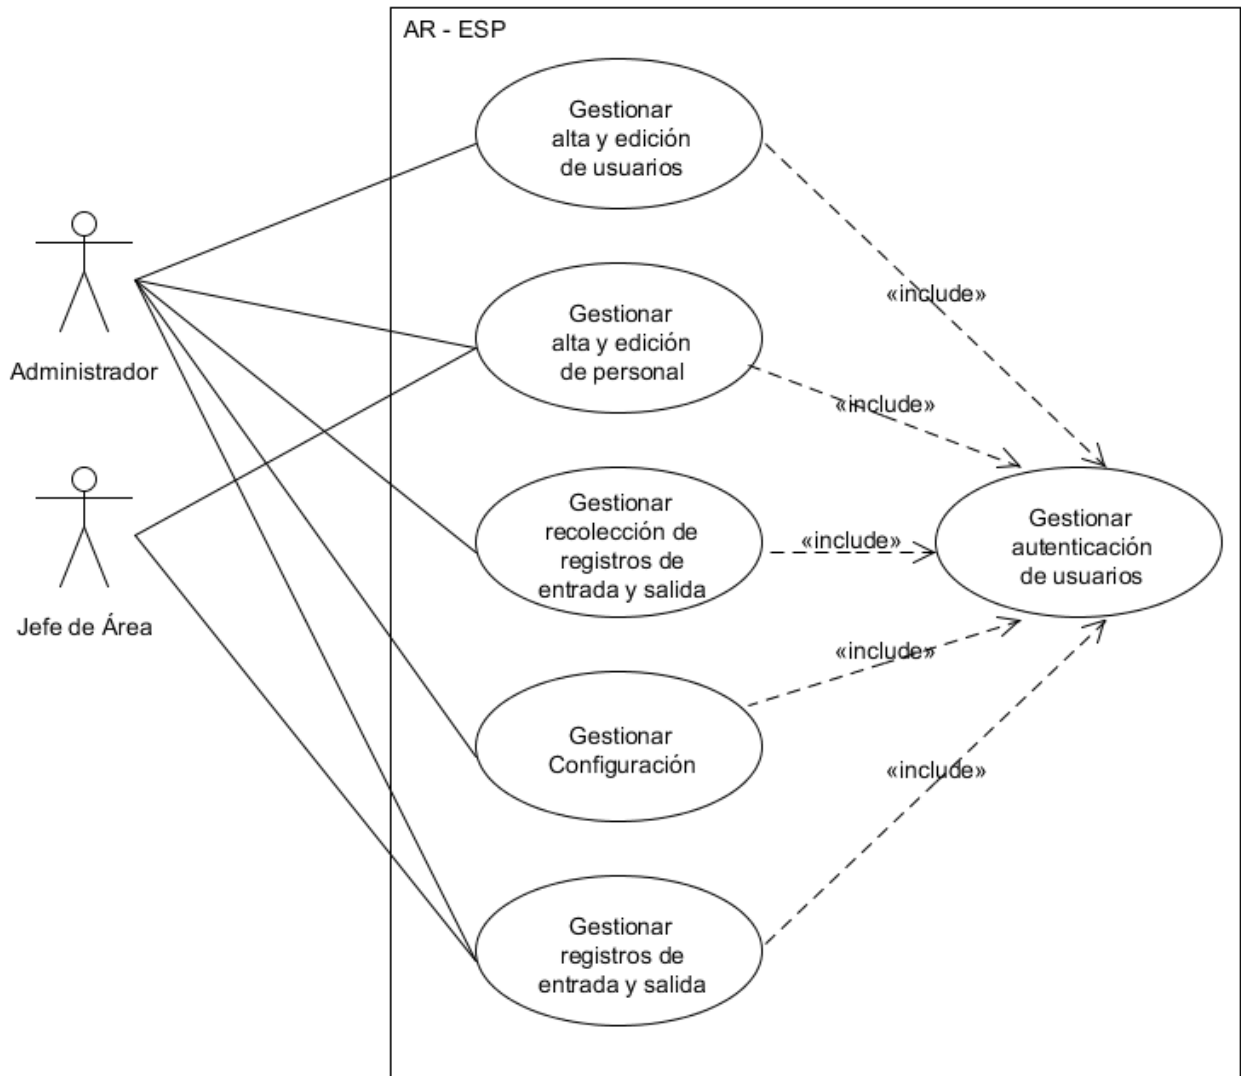 AR - ESP
Gestionar
alta y edición
de usuarios
«include»
Gestionar
alta y edición
de personal
Administrador
«include»
Gestionar
recolección de
registros de
entrada y salida
«include»
Gestionar
autenticación
de usuarios
Jefe de Área
«include»
Gestionar
Configuración
«include»
Gestionar
registros de
entrada y salida